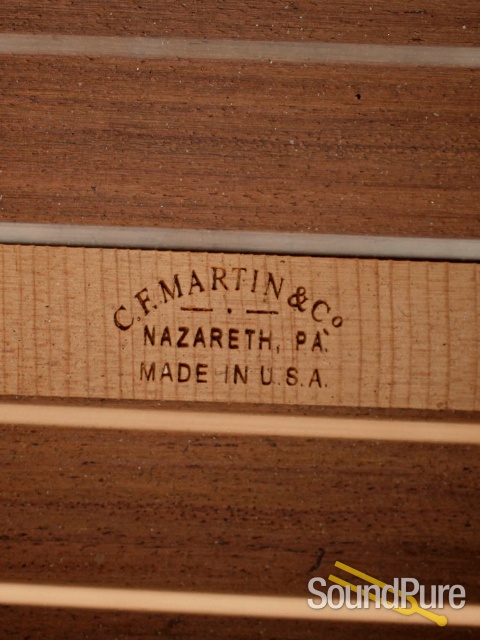 C.F. MARTIN & Co
NAZARETH, PA.
MADE IN U.S.A.
SoundPure